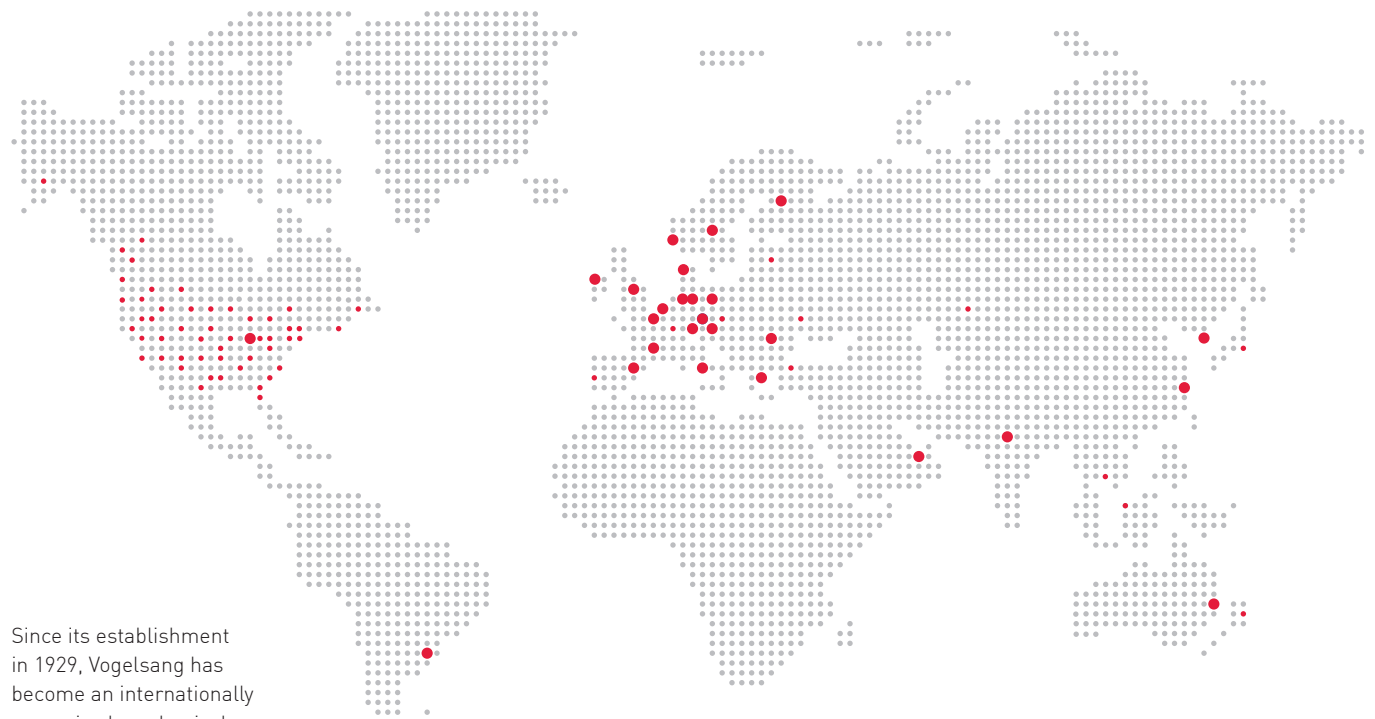 Since its establishment
in 1929, Vogelsang has
become an internationally